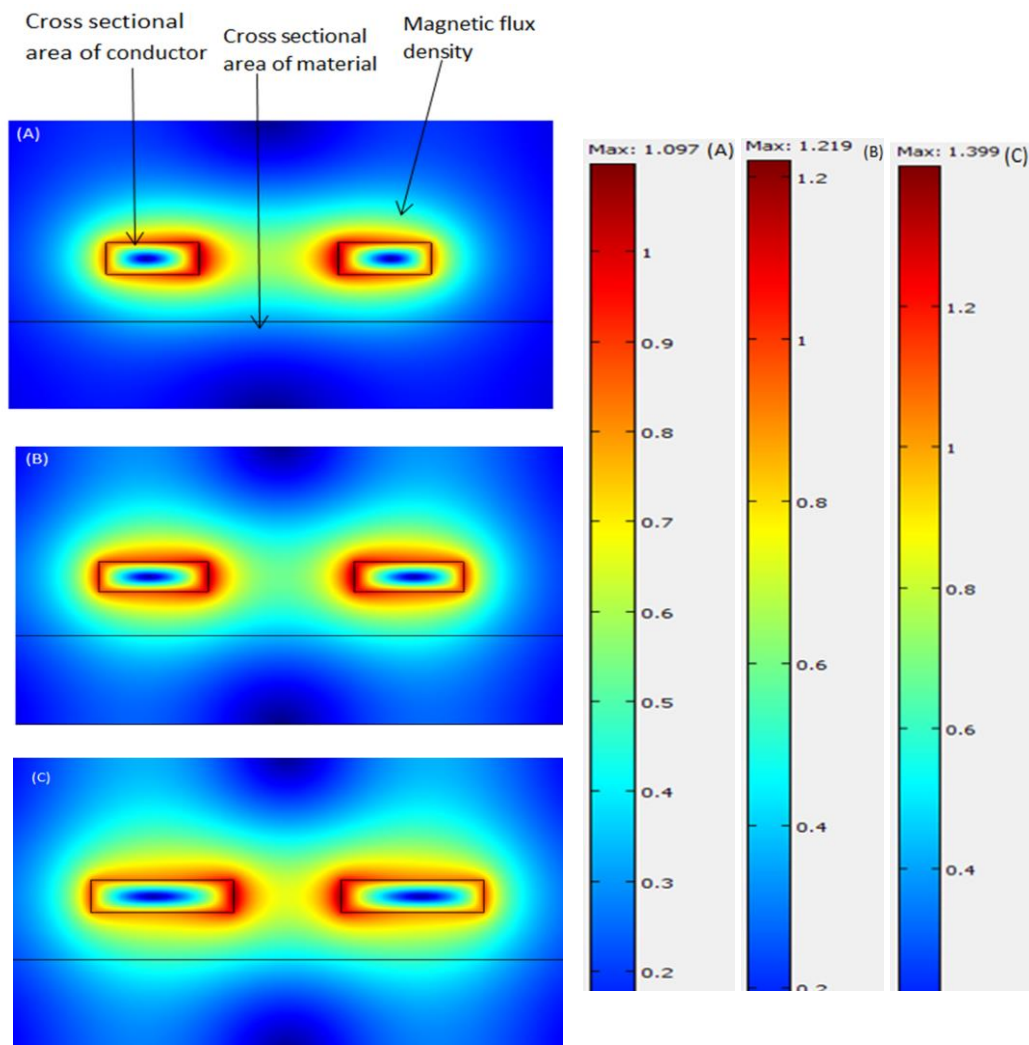 Cross sectional
area of conductor
Cross sectional
area of material
Magnetic flux
density
(A)
(B)
(C)
Max: 1.097 (A)
1
0.9
0.8
0.7
0.6
0.5
0.4
0.3
0.2
Max: 1.219 (B)
1.2
1
0.8
0.6
0.4
0.2
Max: 1.399 (C)
1.2
1
0.8
0.6
0.4